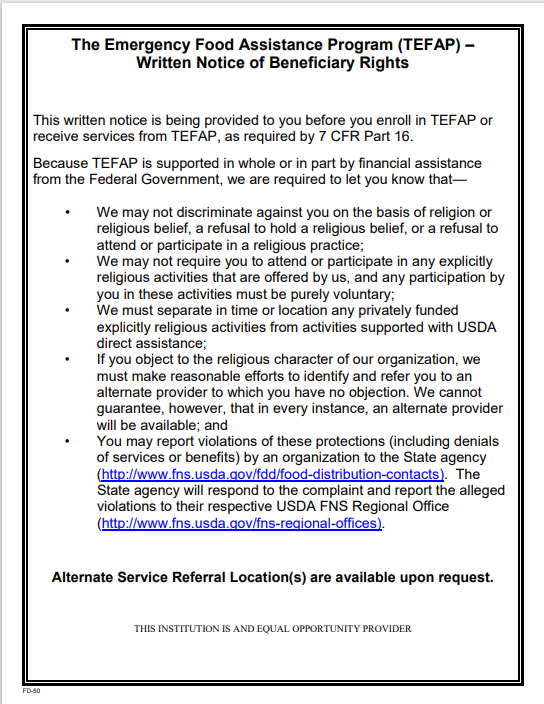 The Emergency Food Assistance Program (TEFAP) –
Written Notice of Beneficiary Rights
This written notice is being provided to you before you enroll in TEFAP or
receive services from TEFAP, as required by 7 CFR Part 16.
Because TEFAP is supported in whole or in part by financial assistance
from the Federal Government, we are required to let you know that—
• We may not discriminate against you on the basis of religion or
religious belief, a refusal to hold a religious belief, or a refusal to
attend or participate in a religious practice;
• We may not require you to attend or participate in any explicitly
religious activities that are offered by us, and any participation by
you in these activities must be purely voluntary;
• We must separate in time or location any privately funded
explicitly religious activities from activities supported with USDA
direct assistance;
• If you object to the religious character of our organization, we
must make reasonable efforts to identify and refer you to an
alternate provider to which you have no objection. We cannot
guarantee, however, that in every instance, an alternate provider
will be available; and
• You may report violations of these protections (including denials
of services or benefits) by an organization to the State agency
(http://www.fns.usda.gov/fdd/food-distribution-contacts). The
State agency will respond to the complaint and report the alleged
violations to their respective USDA FNS Regional Office
(http://www.fns.usda.gov/fns-regional-offices).
Alternate Service Referral Location(s) are available upon request.
THIS INSTITUTION IS AND EQUAL OPPORTUNITY PROVIDER
FD-50